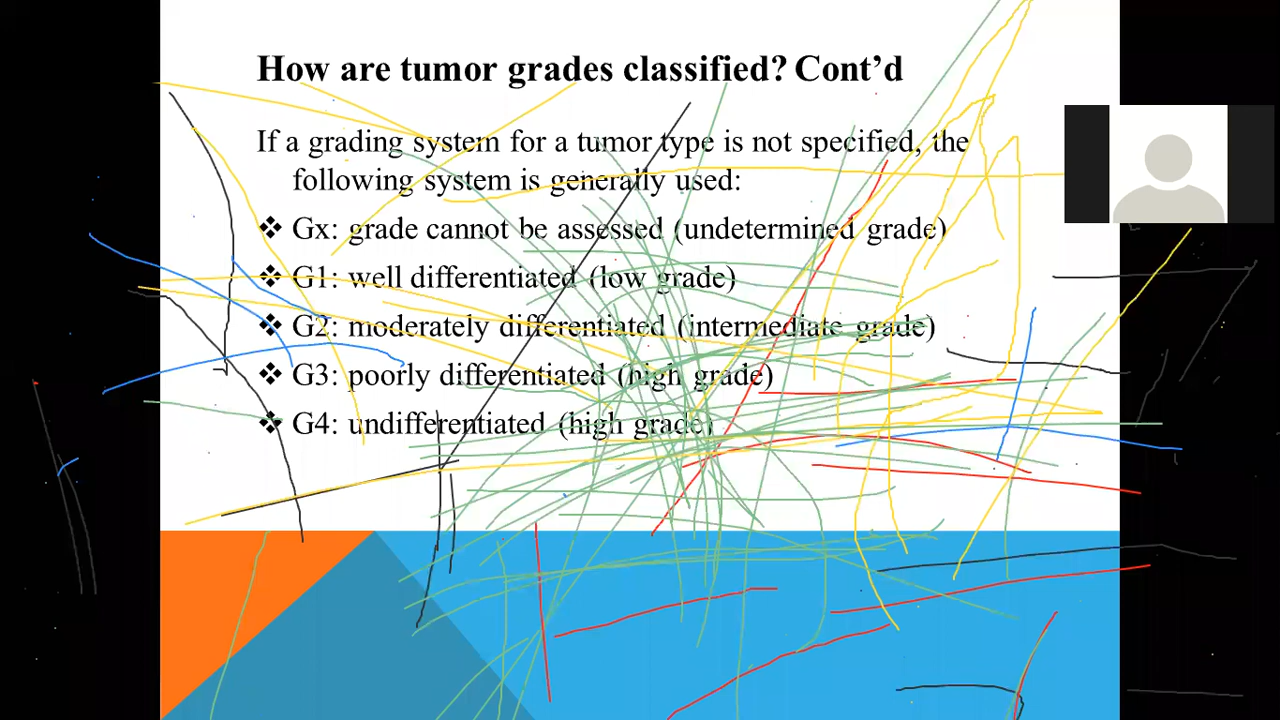 How are tumor grades classified? Cont’d
If a grading system for a tumor type is not specified, the
following system is generally used:
❖ Gx: grade cannot be assessed (undetermined grade)
❖ G1: well differentiated (low grade)
❖ G2: moderately differentiated (intermediate grade)
❖ G3: poorly differentiated (high grade)
❖ G4: undifferentiated (high grade)